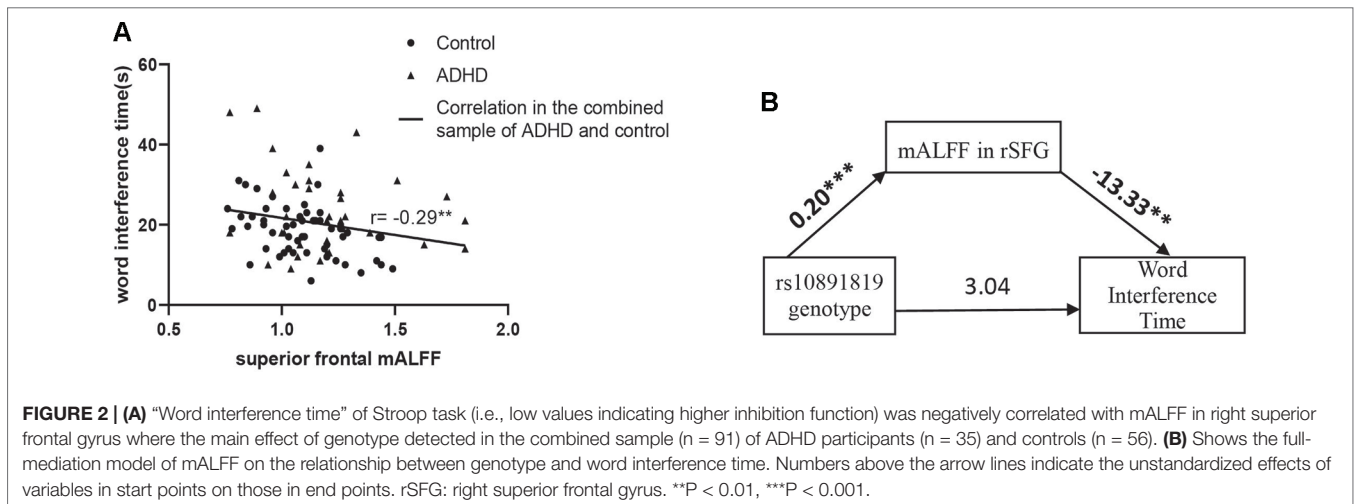 A
Control
ADHD
Correlation in the combined
sample of ADHD and control
60
40
20
0
word interference time(s)
r= -0.29**
0.5
1.0
1.5
2.0
superior frontal mALFF
B
mALFF in rSFG
0.20***
-13.33**
rs10891819
genotype
3.04
Word
Interference
Time
FIGURE 2 | (A) “Word interference time” of Stroop task (i.e., low values indicating higher inhibition function) was negatively correlated with mALFF in right superior
frontal gyrus where the main effect of genotype detected in the combined sample (n = 91) of ADHD participants (n = 35) and controls (n = 56). (B) Shows the full-
mediation model of mALFF on the relationship between genotype and word interference time. Numbers above the arrow lines indicate the unstandardized effects of
variables in start points on those in end points. rSFG: right superior frontal gyrus. **P < 0.01, ***P < 0.001.